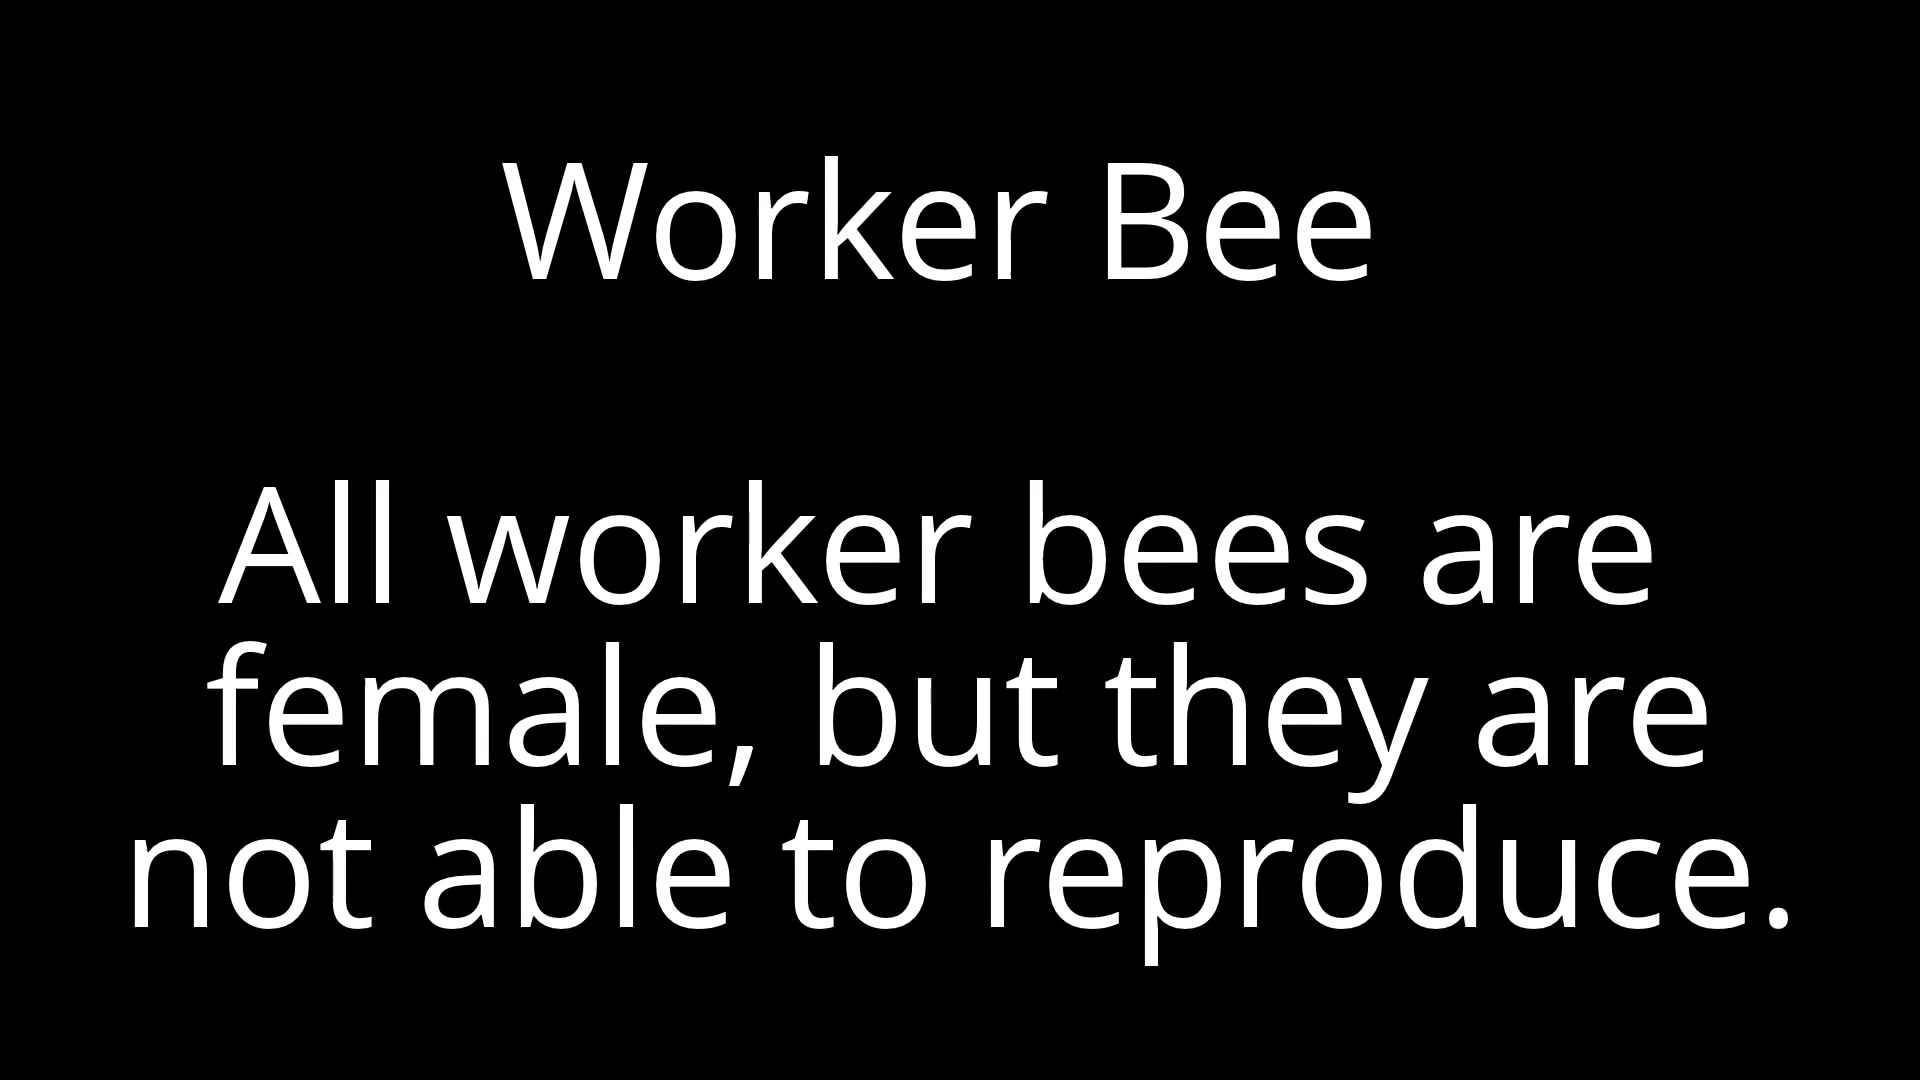 Worker Bee
All worker bees are
female, but they are
not able to reproduce.